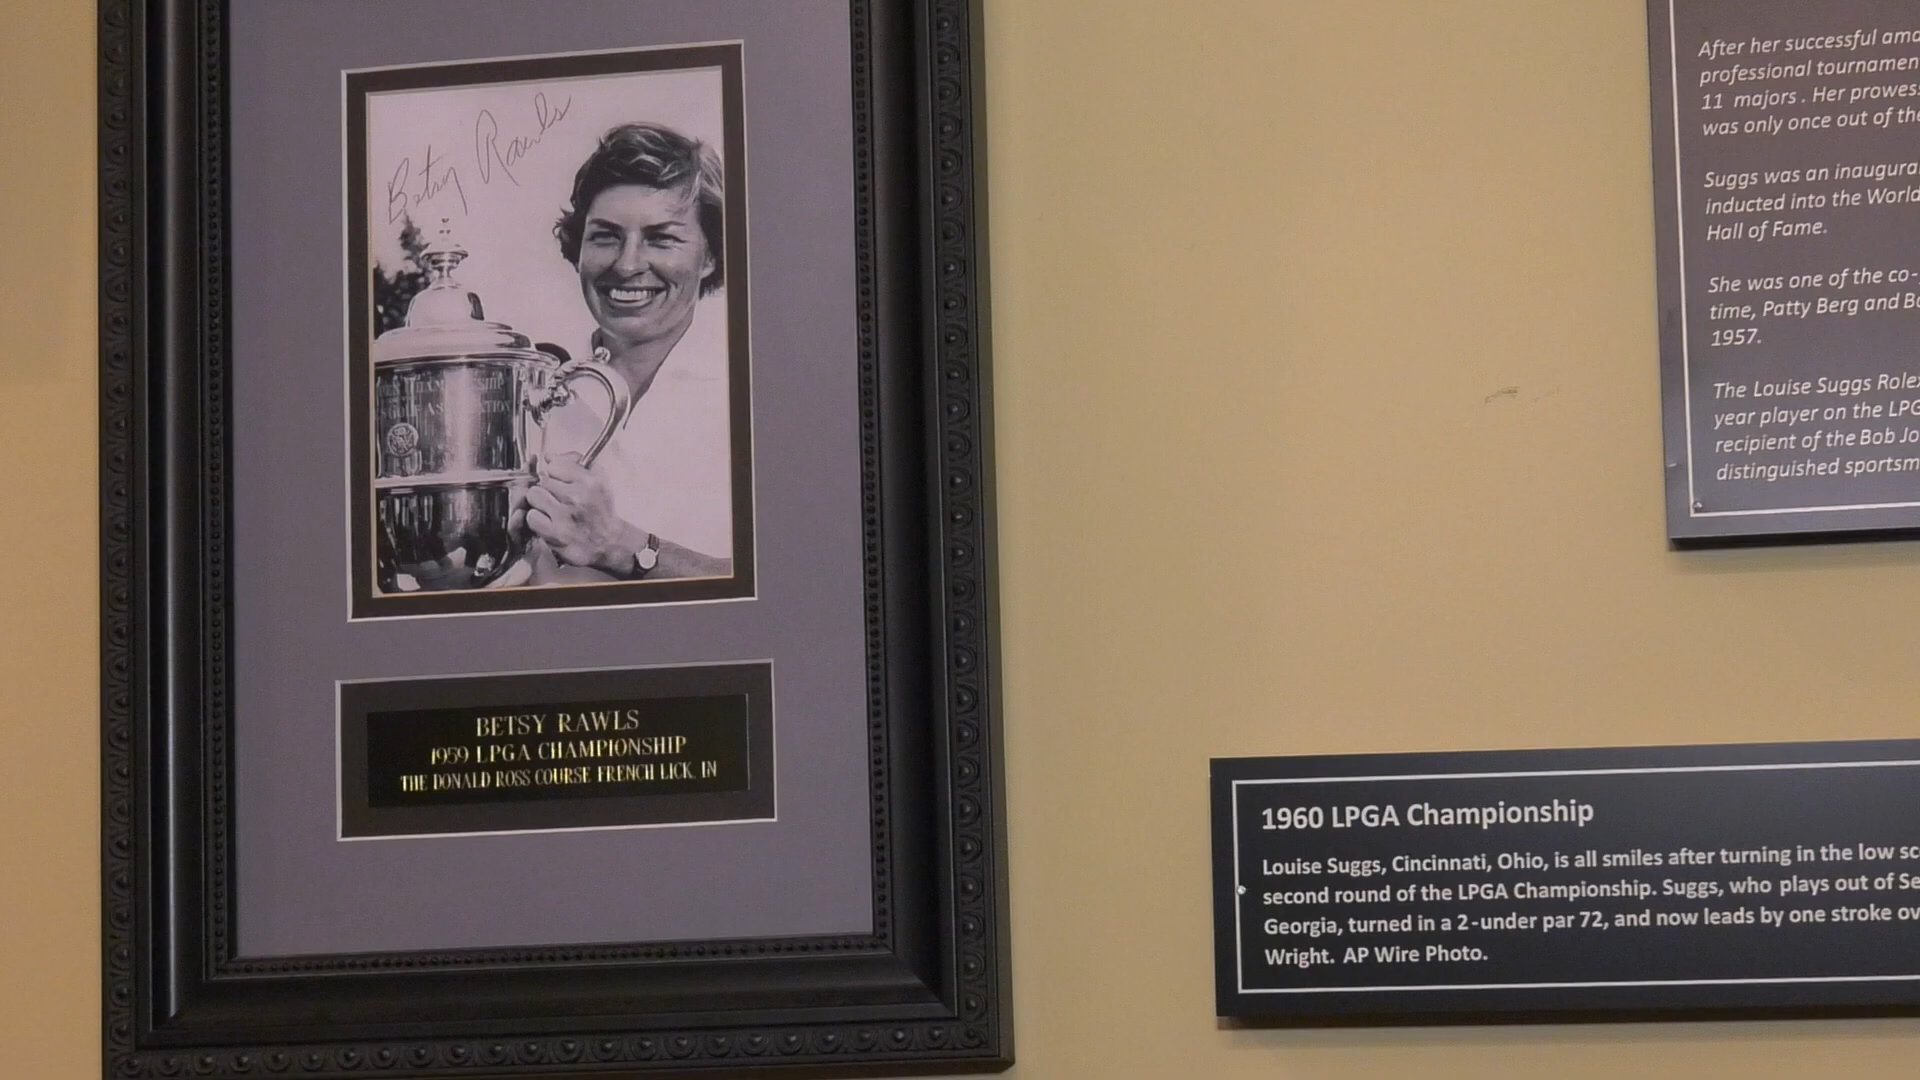 Betsy Rawls
CHAMPIONSHIP
GOLF ASSOCIATION
BETSY RAWLS
1959 LPGA CHAMPIONSHIP
THE DONALD ROSS COURSE FRENCH LICK, IN
After her successful
professional
11 majors. Her
was only once out of
Suggs was an
inducted into the World
Hall of Fame.
She was one of the co-
time, Patty Berg and
1957.
The Louise Suggs
year player on the
recipient of the Bob
distinguished
1960 LPGA Championship
Louise Suggs, Cincinnati, Ohio, is all smiles after turning in the low
second round of the LPGA Championship. Suggs, who plays out of
Georgia, turned in a 2-under par 72, and now leads by one stroke
Wright. AP Wire Photo.